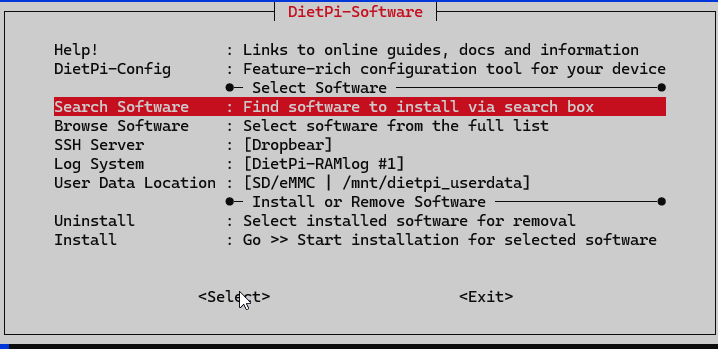 DietPi-Software
Help! : Links to online guides, docs and information
DietPi-Config : Feature-rich configuration tool for your device
Select Software
Search Software : Find software to install via search box
Browse Software : Select software from the full list
SSH Server : [Dropbear]
Log System : [DietPi-RAMlog #1]
User Data Location : [SD/eMMC | /mnt/dietpi_userdata]
Install or Remove Software
Uninstall : Select installed software for removal
Install : Go >> Start installation for selected software
<Select> <Exit>